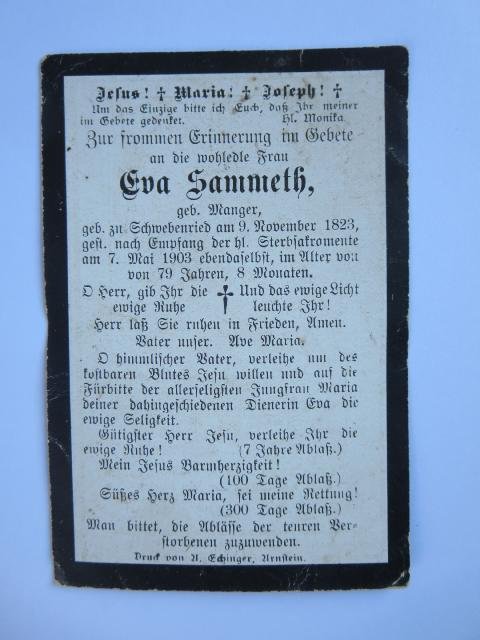 Jesus! † Maria! † Joseph! †
Um das Einzige bitte ich Euch, daß Ihr meiner
im Gebete gedenket. Hl. Monika.
Zur frommen Erinnerung im Gebete
an die wohledle Frau
Eva Sammeth,
geb. Manger,
geb. zu Schwebenried am 9. November 1823,
gest. nach Empfang der hl. Sterbsakramente
am 7. Mai 1903 ebendaselbst, im Alter von
von 79 Jahren, 8 Monaten.
O Herr, gib Ihr die † Und das ewige Licht
ewige Ruhe leuchte Ihr!
Herr laß Sie ruhen in Frieden, Amen.
Vater unser. Ave Maria.
O himmlischer Vater, verleihe um des
kostbaren Blutes Jesu willen und auf die
Fürbitte der allerseligsten Jungfrau Maria
deiner dahingeschiedenen Dienerin Eva die
ewige Seligkeit.
Gütigster Herr Jesu, verleihe Ihr die
ewige Ruhe! (7 Jahre Ablaß.)
Mein Jesus Barmherzigkeit!
(100 Tage Ablaß.)
Süßes Herz Maria, sei meine Rettung!
(300 Tage Ablaß.)
Man bittet, die Ablässe der teuren Ver-
storbenen zuzuwenden.
Druck von A. Echinger, Arnstein.